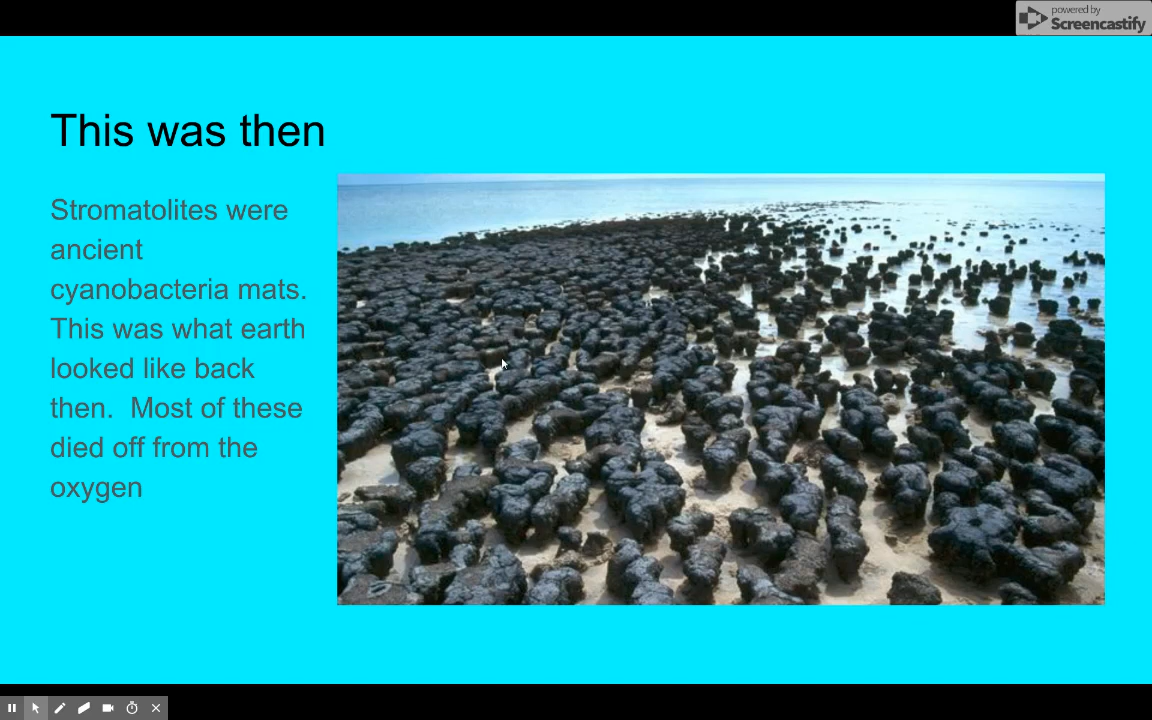 powered by
Screencastify
This was then
Stromatolites were
ancient
cyanobacteria mats.
This was what earth
looked like back
then.  Most of these
died off from the
oxygen